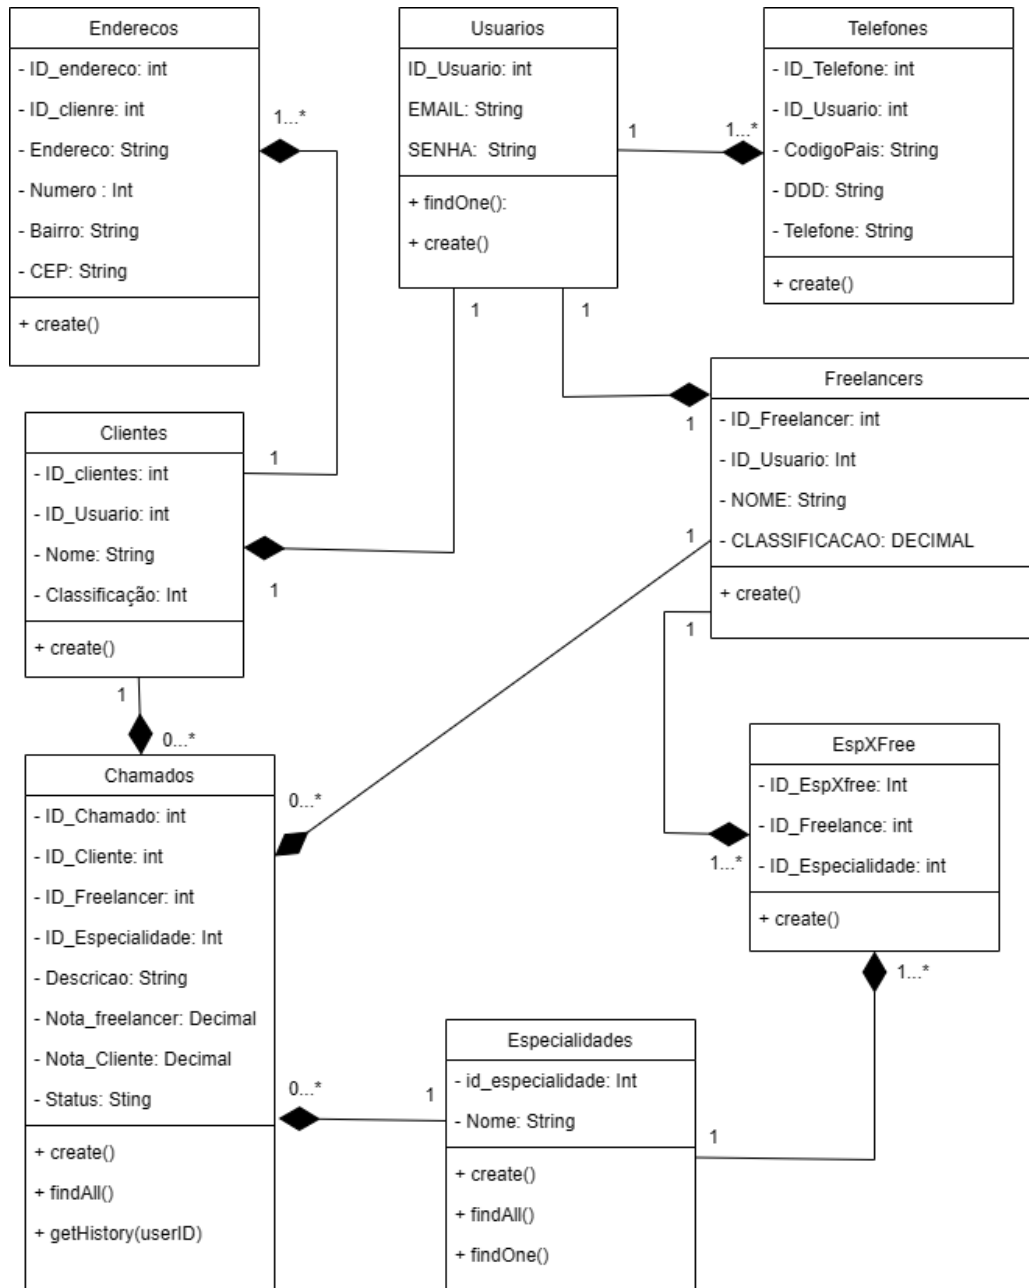 Enderecos
- ID_endereco: int
- ID_clienre: int
- Endereco: String
- Numero : Int
- Bairro: String
- CEP: String
+ create()
1...*
Usuarios
ID_Usuario: int
EMAIL: String
SENHA:  String
+ findOne():
+ create()
1
1...*
1
1
Telefones
- ID_Telefone: int
- ID_Usuario: int
- CodigoPais: String
- DDD: String
- Telefone: String
+ create()
Clientes
- ID_clientes: int
- ID_Usuario: int
- Nome: String
- Classificação: Int
+ create()
1
1
1
0...*
Freelancers
- ID_Freelancer: int
- ID_Usuario: Int
- NOME: String
- CLASSIFICACAO: DECIMAL
+ create()
1
1
1
EspXFree
- ID_EspXfree: Int
- ID_Freelance: int
- ID_Especialidade: int
+ create()
1...*
1...*
Chamados
- ID_Chamado: int
- ID_Cliente: int
- ID_Freelancer: int
- ID_Especialidade: Int
- Descricao: String
- Nota_freelancer: Decimal
- Nota_Cliente: Decimal
- Status: Sting
+ create()
+ findAll()
+ getHistory(userID)
0...*
0...*
1
Especialidades
- id_especialidade: Int
- Nome: String
+ create()
+ findAll()
+ findOne()
1